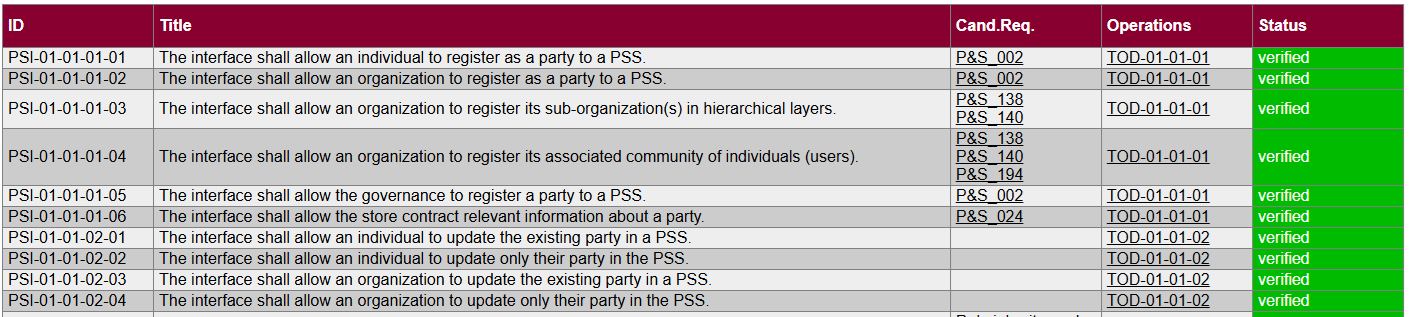 ID Title Cand.Req. Operations Status
PSI-01-01-01-01 The interface shall allow an individual to register as a party to a PSS. P&S_002 TOD-01-01-01 verified
PSI-01-01-01-02 The interface shall allow an organization to register as a party to a PSS. P&S_002 TOD-01-01-01 verified
PSI-01-01-01-03 The interface shall allow an organization to register its sub-organization(s) in hierarchical layers. P&S_138 P&S_140 TOD-01-01-01 verified
PSI-01-01-01-04 The interface shall allow an organization to register its associated community of individuals (users). P&S_138 P&S_140 P&S_194 TOD-01-01-01 verified
PSI-01-01-01-05 The interface shall allow the governance to register a party to a PSS. P&S_002 TOD-01-01-01 verified
PSI-01-01-01-06 The interface shall allow the store contract relevant information about a party. P&S_024 TOD-01-01-01 verified
PSI-01-01-02-01 The interface shall allow an individual to update the existing party in a PSS. TOD-01-01-02 verified
PSI-01-01-02-02 The interface shall allow an individual to update only their party in the PSS. TOD-01-01-02 verified
PSI-01-01-02-03 The interface shall allow an organization to update the existing party in a PSS. TOD-01-01-02 verified
PSI-01-01-02-04 The interface shall allow an organization to update only their party in the PSS. TOD-01-01-02 verified